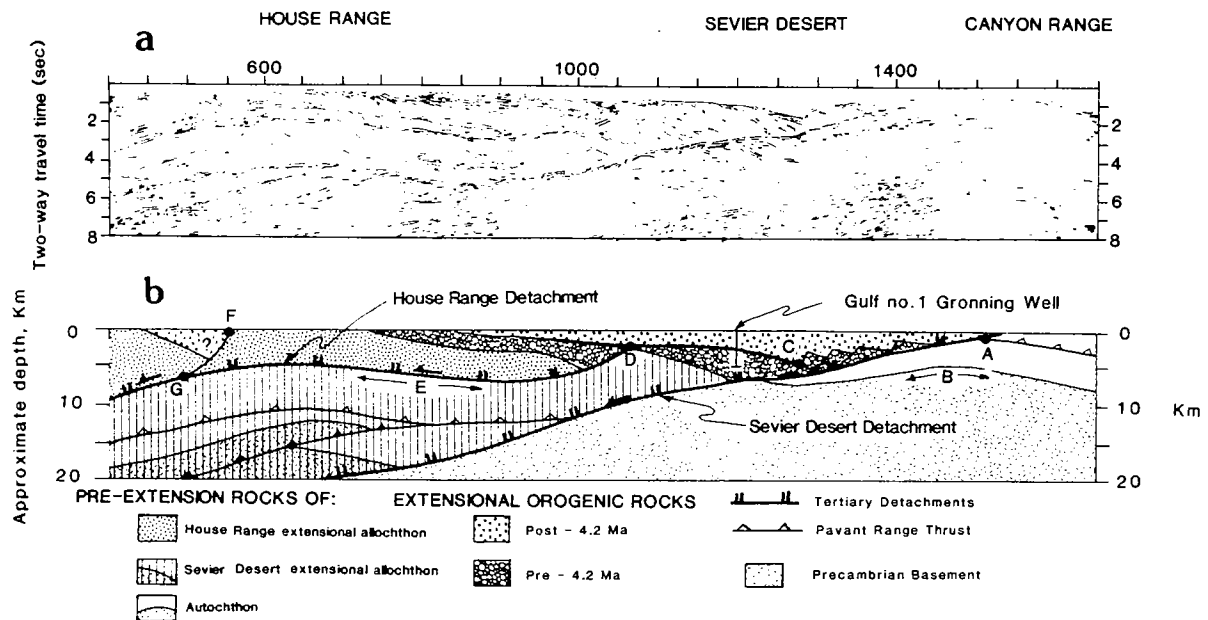 HOUSE RANGE
SEVIER DESERT
CANYON RANGE
a
600
1000
1400
Two-way travel time (sec)
2
4
6
8
2
4
6
8
b
House Range Detachment
Gulf no.1 Gronning Well
Approximate depth, Km
0
10
20
0
10
20
Km
F
?
G
E
D
C
A
B
Sevier Desert Detachment
PRE-EXTENSION ROCKS OF:
House Range extensional allochthon
Sevier Desert extensional allochthon
Autochthon
EXTENSIONAL OROGENIC ROCKS
Post - 4.2 Ma
Pre - 4.2 Ma
Tertiary Detachments
Pavant Range Thrust
Precambrian Basement